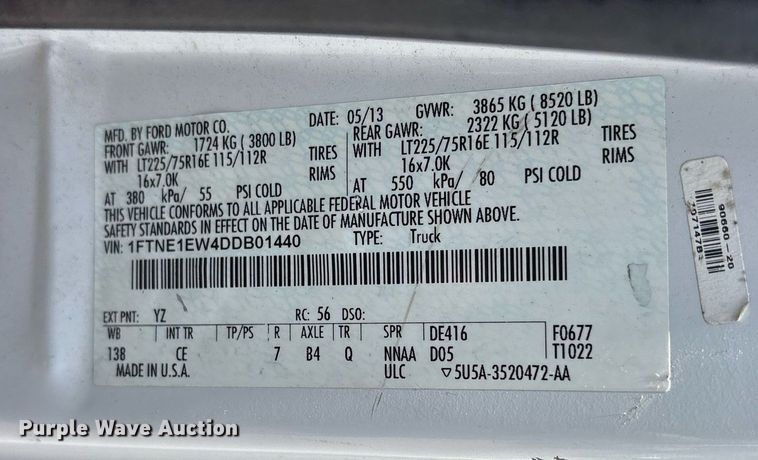 MFD. BY FORD MOTOR CO.
DATE: 05/13 GVWR: 3865 KG ( 8520 LB)
FRONT GAWR: 1724 KG ( 3800 LB)
REAR GAWR: 2322 KG ( 5120 LB)
WITH LT225/75R16E 115/112R TIRES
WITH LT225/75R16E 115/112R TIRES
16x7.0K RIMS
16x7.0K RIMS
AT 380 kPa/ 55 PSI COLD
AT 550 kPa/ 80 PSI COLD
THIS VEHICLE CONFORMS TO ALL APPLICABLE FEDERAL MOTOR VEHICLE
SAFETY STANDARDS IN EFFECT ON THE DATE OF MANUFACTURE SHOWN ABOVE.
VIN: 1FTNE1EW4DDB01440 TYPE: Truck
EXT PNT: YZ RC: 56 DSO:
WB INT TR TP/PS R AXLE TR SPR DE416 F0677
138 CE 7 B4 Q NNAA D05 T1022
MADE IN U.S.A. ULC ▽5U5A-3520472-AA
90660 20
Purple Wave Auction